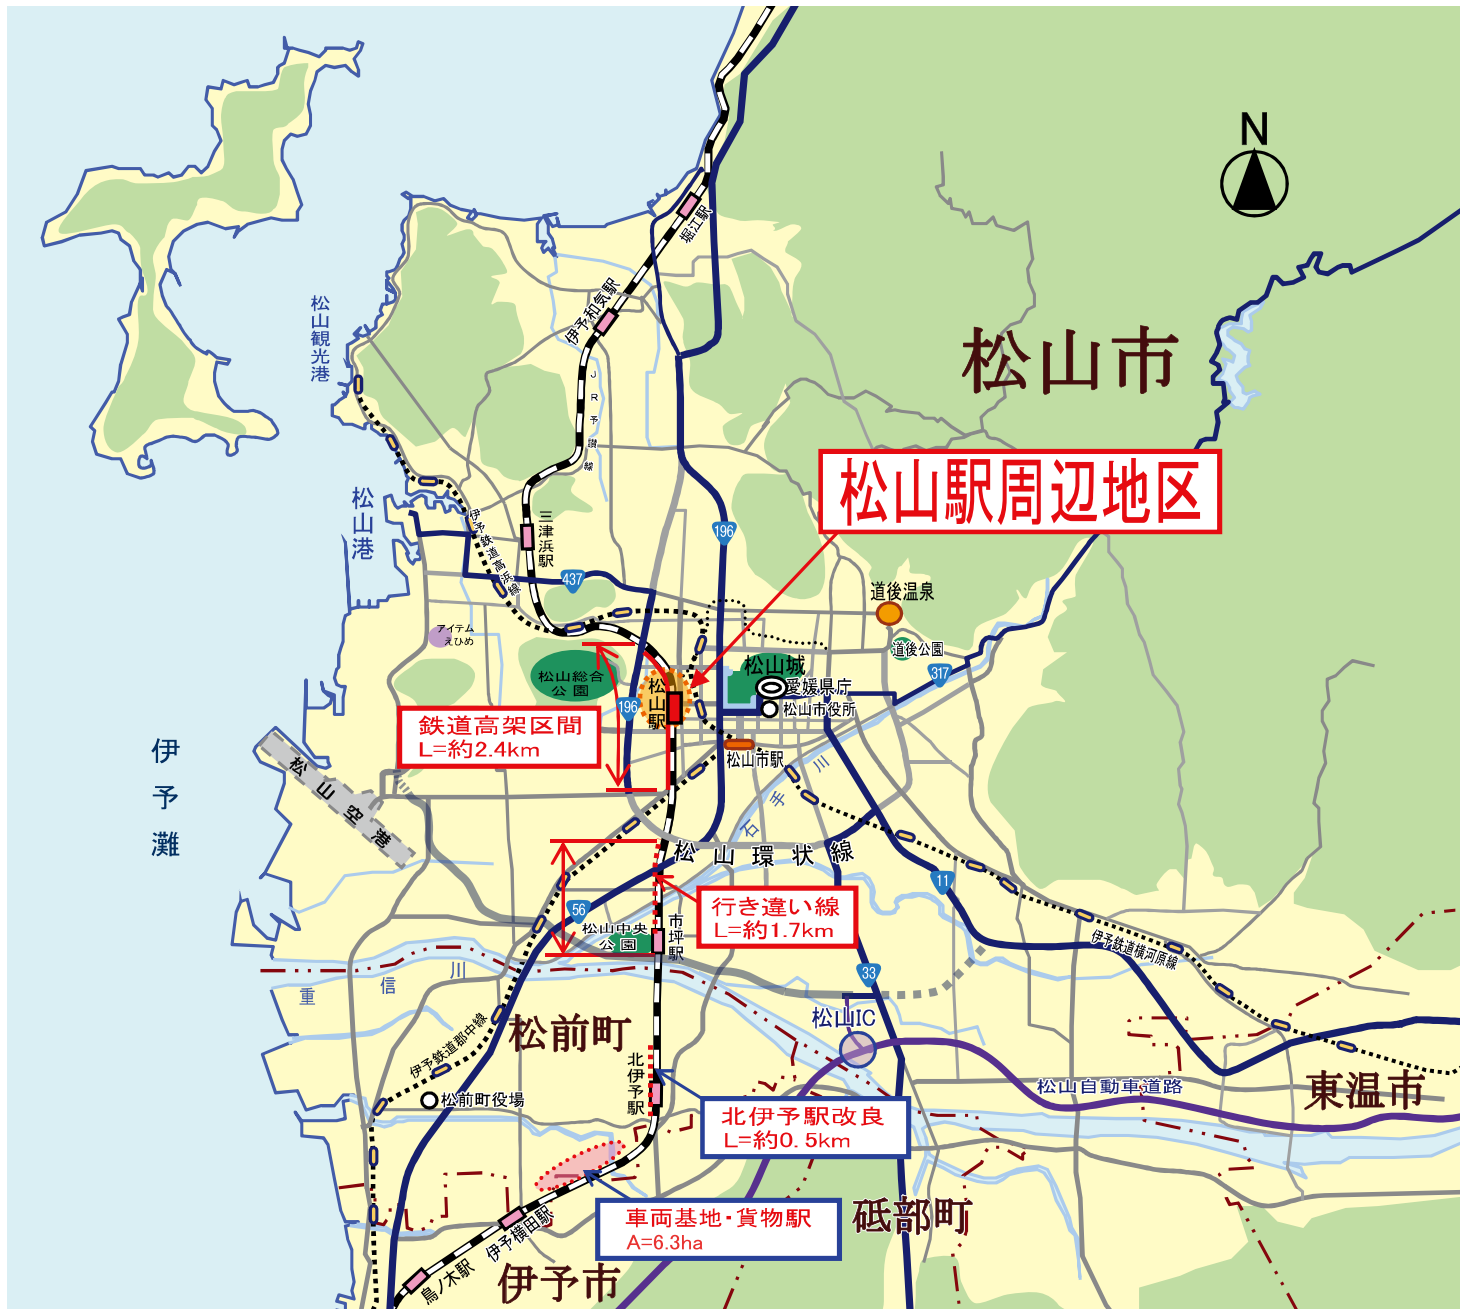 N
堀江駅
松山観光港
伊予和気駅
松山市
JR予讃線
松山駅周辺地区
松山港
伊予鉄道高浜線
三津浜駅
196
437
道後温泉
アイテム
えひめ
道後公園
松山城
317
松山総合
公園
松山駅
愛媛県庁
松山市役所
196
鉄道高架区間
L=約2.4km
松山市駅
伊予灘
松山空港
石手川
松山環状線
11
行き違い線
L=約1.7km
56
松山中央
公園
市坪駅
伊予鉄道横河原線
33
重信川
松山IC
松前町
伊予鉄道郡中線
北伊予駅
松山自動車道路
東温市
松前町役場
北伊予駅改良
L=約0.5km
砥部町
車両基地・貨物駅
A=6.3ha
伊予横田駅
鳥ノ木駅
伊予市